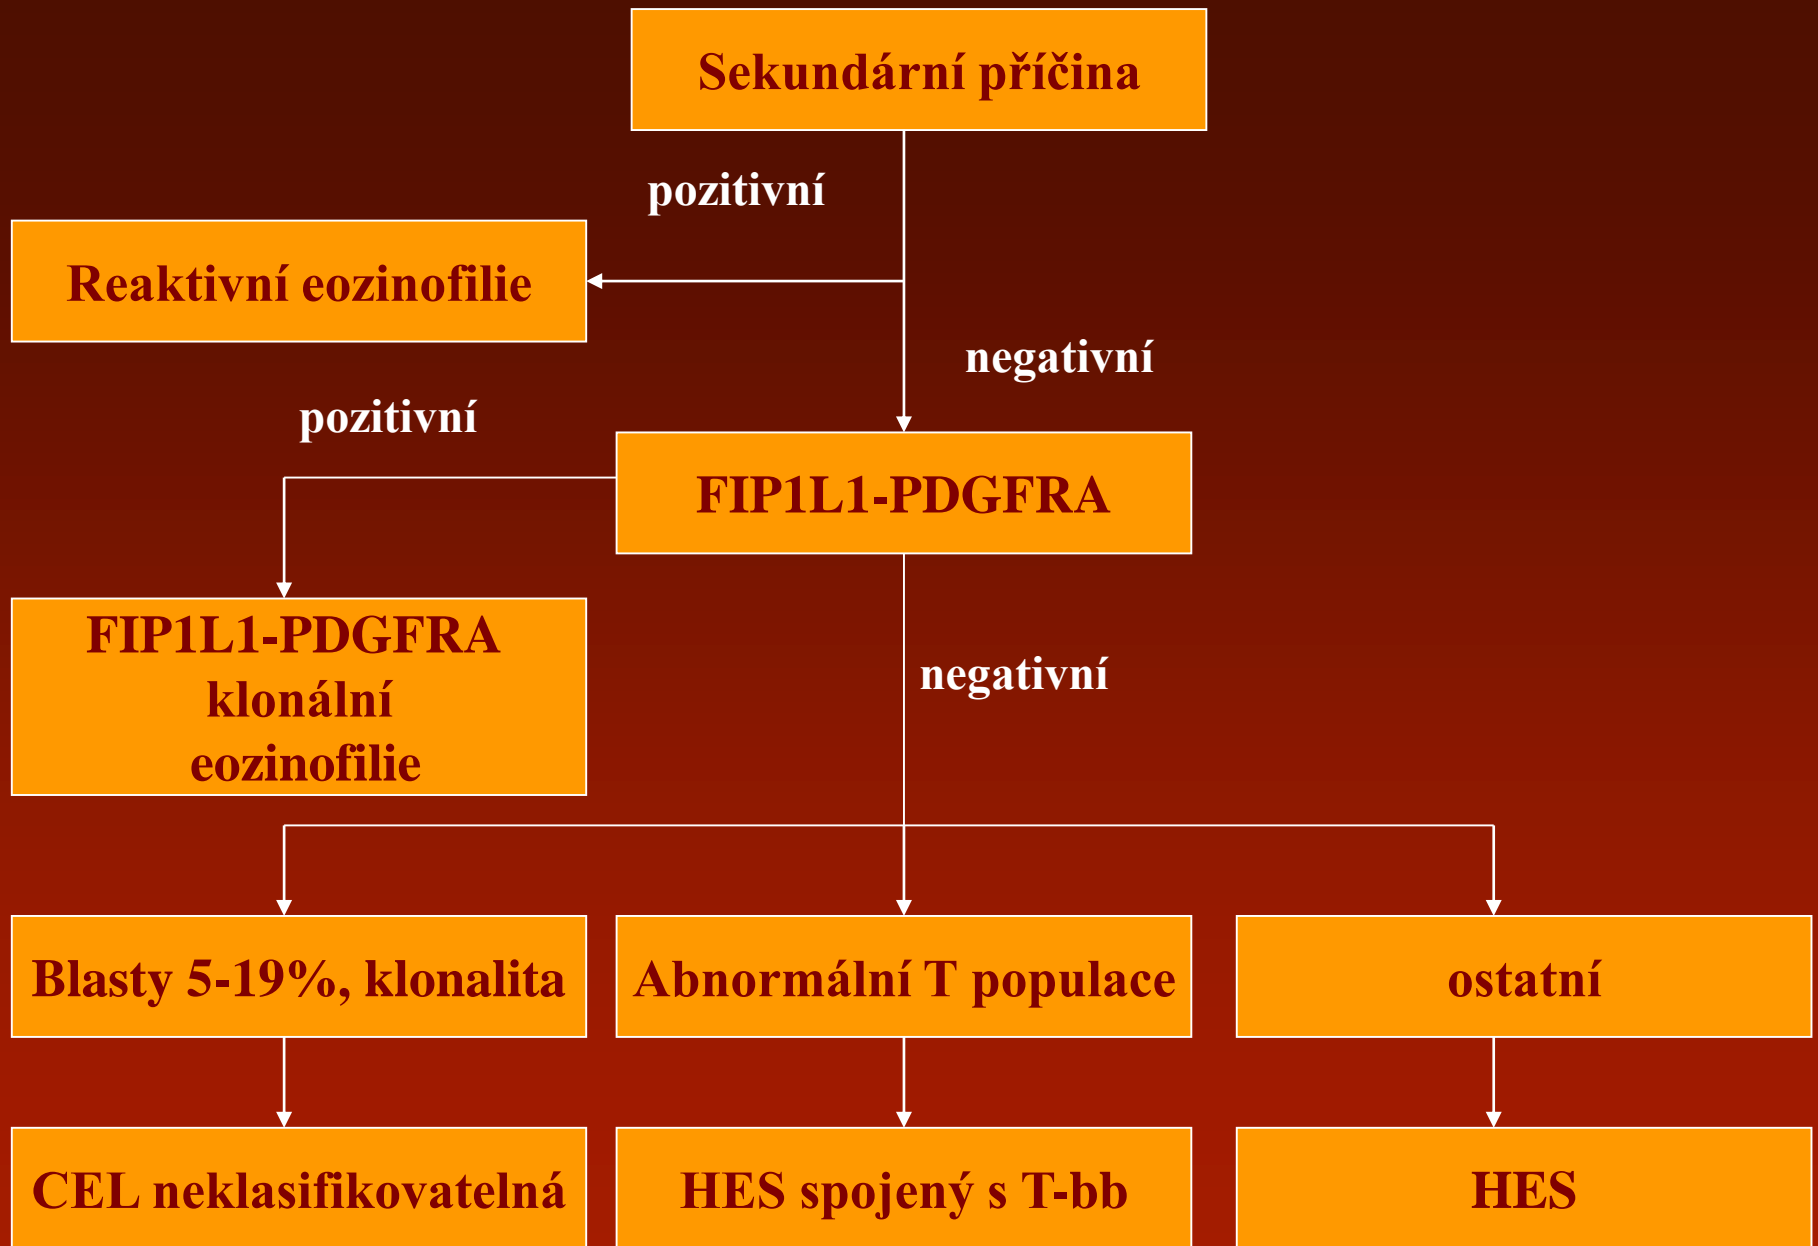 Sekundární příčina
pozitivní
Reaktivní eozinofilie
negativní
pozitivní
FIP1L1-PDGFRA
FIP1L1-PDGFRA
klonální
eozinofilie
negativní
Blasty 5-19%, klonalita
Abnormální T populace
ostatní
CEL neklasifikovatelná
HES spojený s T-bb
HES